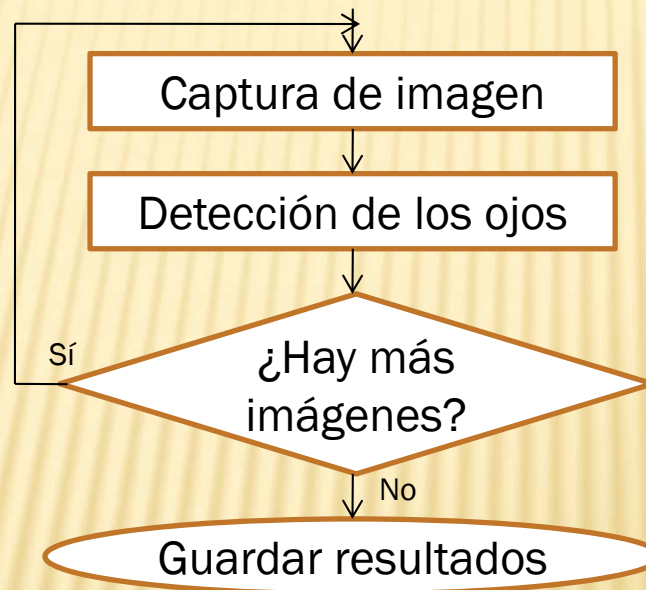 Captura de imagen
Detección de los ojos
Sí
¿Hay más
imágenes?
No
Guardar resultados